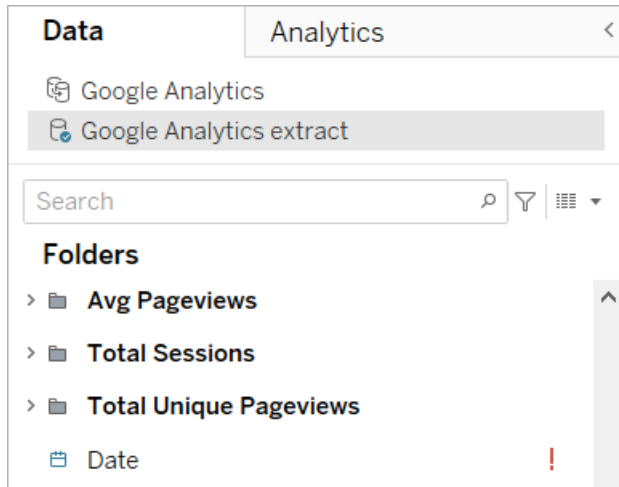 Data Analytics
Google Analytics
Google Analytics extract
Search
Folders
Avg Pageviews
Total Sessions
Total Unique Pageviews
Date !